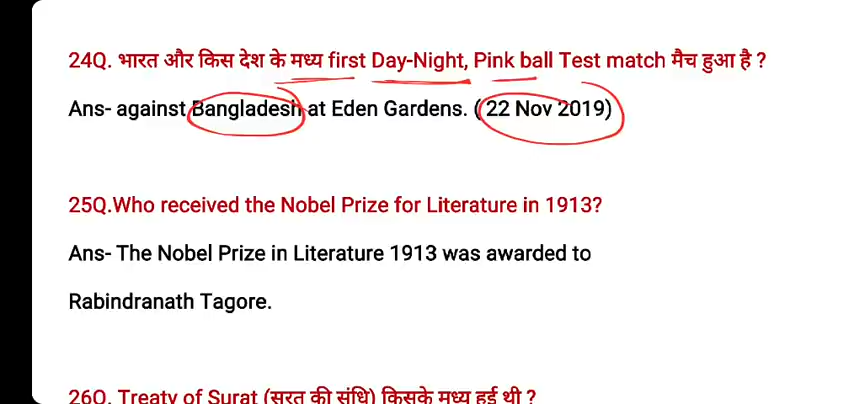 24Q. भारत और किस देश के मध्य first Day-Night, Pink ball Test match मैच हुआ है ?
Ans- against Bangladesh at Eden Gardens. ( 22 Nov 2019)
25Q.Who received the Nobel Prize for Literature in 1913?
Ans- The Nobel Prize in Literature 1913 was awarded to
Rabindranath Tagore.
26Q. Treaty of Surat (सूरत की संधि) किसके मध्य हुई थी ?